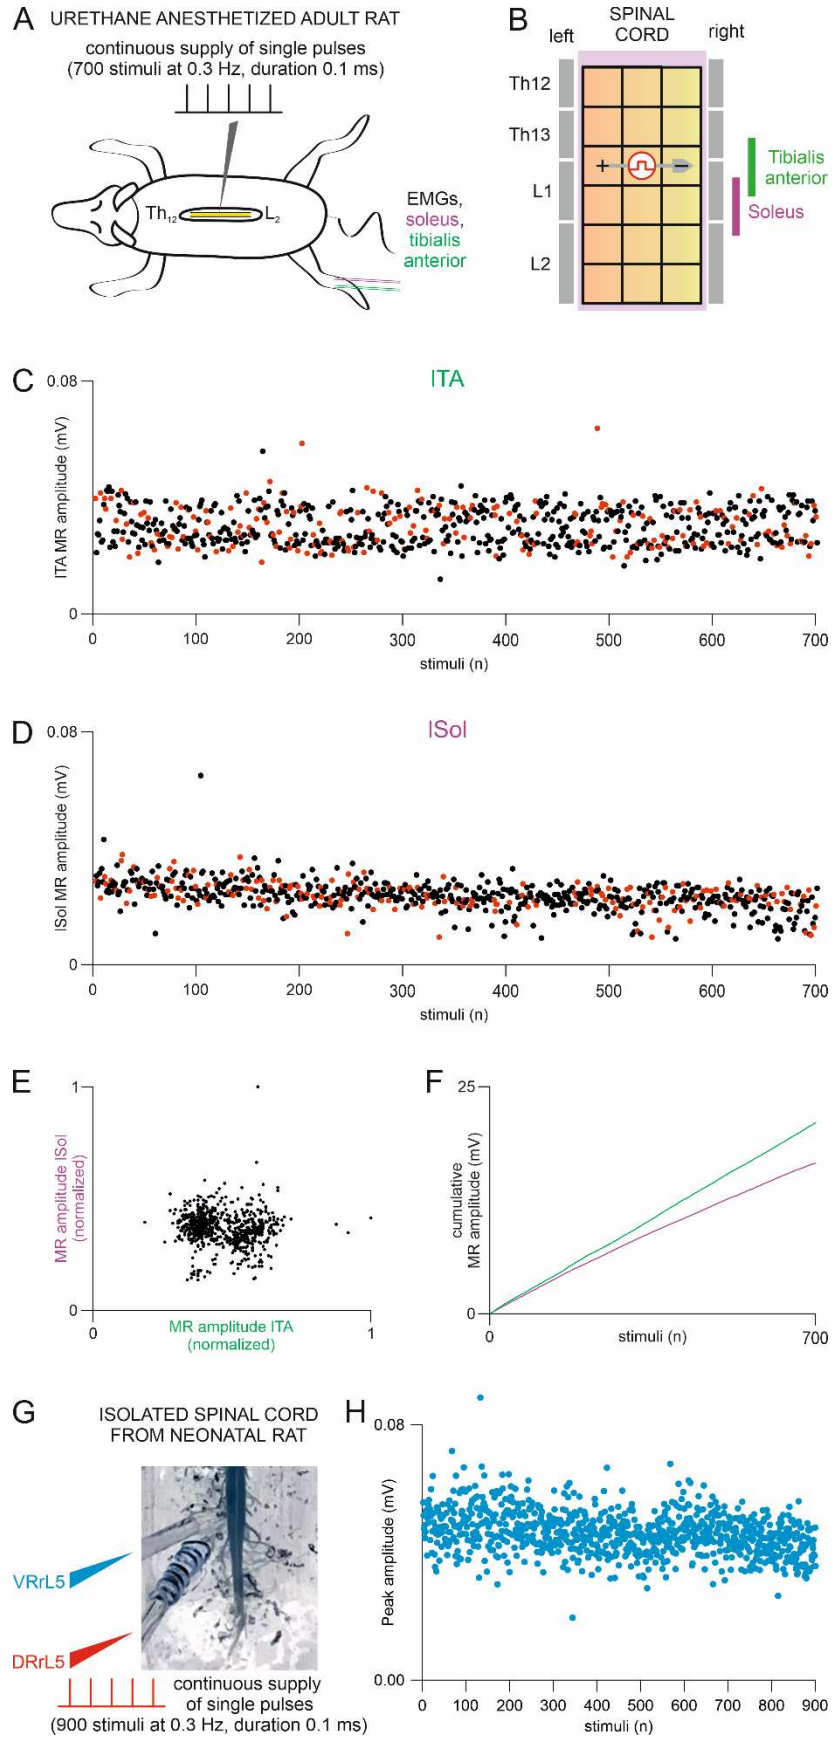 A URETHANE ANESTHETIZED ADULT RAT
continuous supply of single pulses
(700 stimuli at 0.3 Hz, duration 0.1 ms)
Th12
L2
EMGs,
soleus,
tibialis
anterior
B
SPINAL
CORD
left
right
Th12
Th13
L1
L2
+
−
Tibialis
anterior
Soleus
C
lTA
0.08
0
lTA MR amplitude (mV)
0 100 200 300 400 500 600 700
stimuli (n)
D
lSol
0.08
0
lSol MR amplitude (mV)
0 100 200 300 400 500 600 700
stimuli (n)
E
1
0
MR amplitude lSol
(normalized)
0 1
MR amplitude lTA
(normalized)
F
25
0
cumulative
MR amplitude (mV)
0 700
stimuli (n)
G
ISOLATED SPINAL CORD
FROM NEONATAL RAT
VRrL5
DRrL5
continuous supply
of single pulses
(900 stimuli at 0.3 Hz, duration 0.1 ms)
H
0.08
0.00
Peak amplitude (mV)
0 100 200 300 400 500 600 700 800 900
stimuli (n)